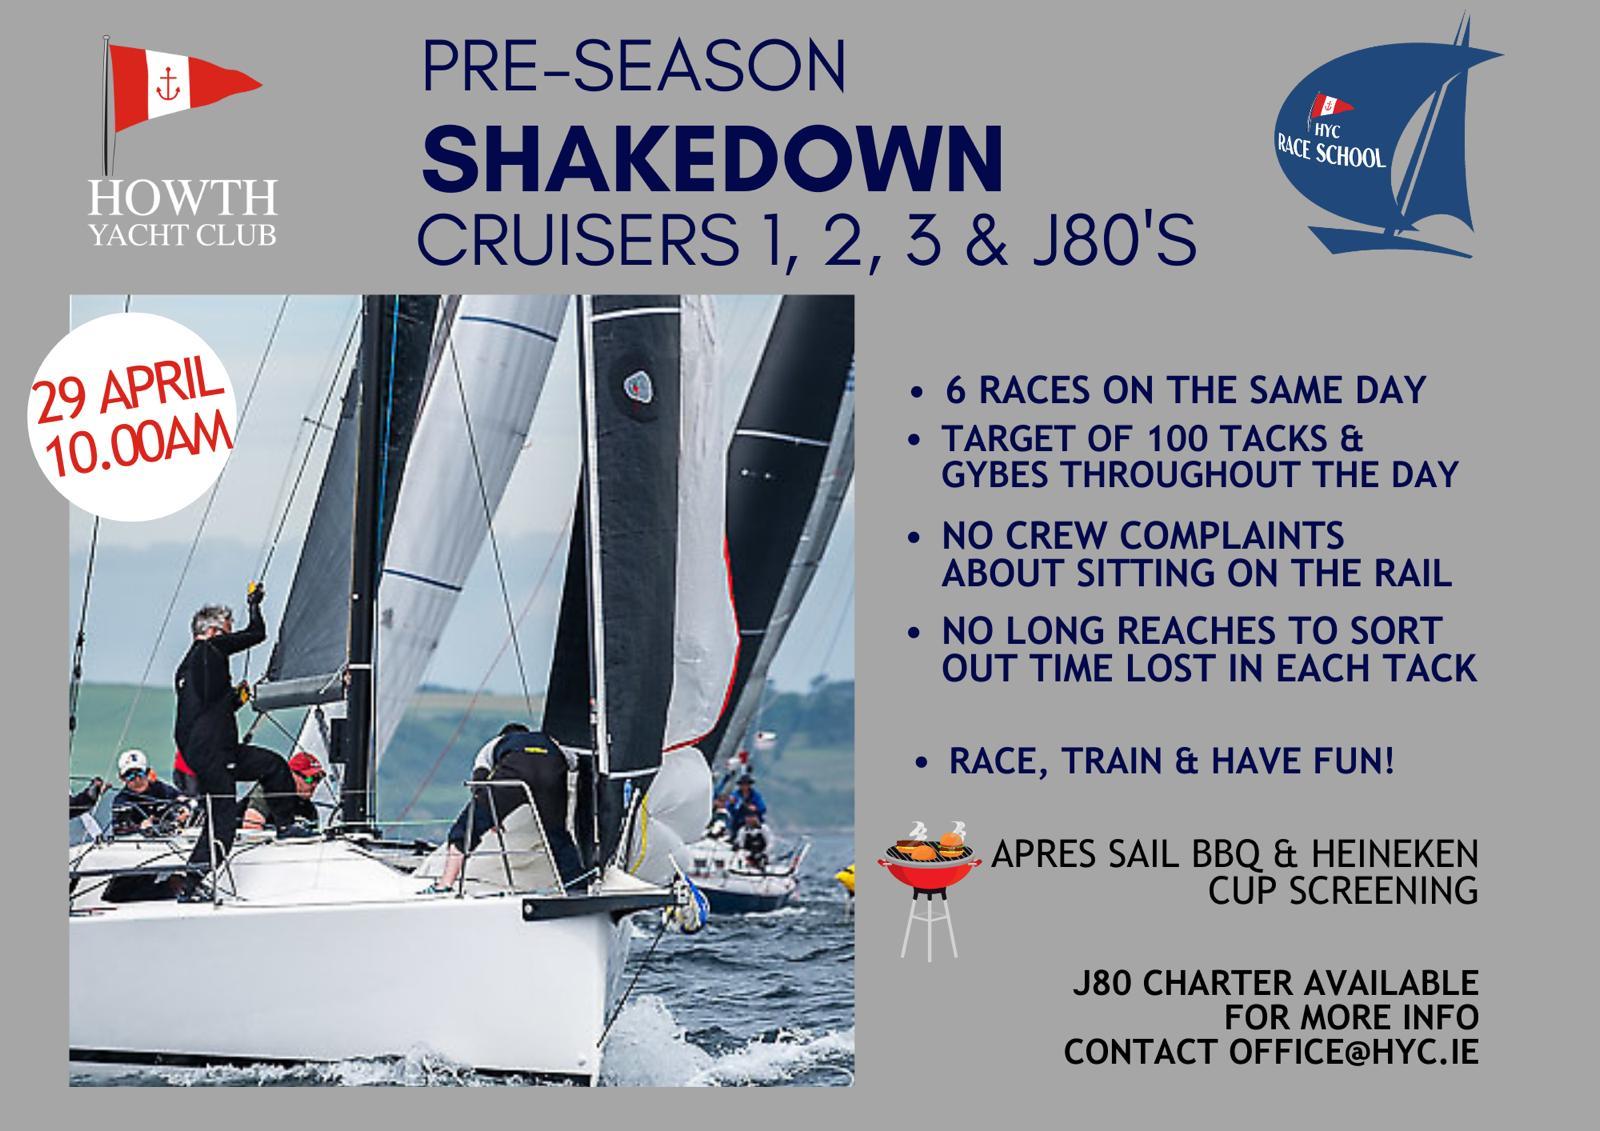 HOWTH
YACHT CLUB
PRE-SEASON
SHAKEDOWN
CRUISERS 1, 2, 3 & J80'S
HYC
RACE SCHOOL
29 APRIL
10.00AM
• 6 RACES ON THE SAME DAY
• TARGET OF 100 TACKS &
GYBES THROUGHOUT THE DAY
• NO CREW COMPLAINTS
ABOUT SITTING ON THE RAIL
• NO LONG REACHES TO SORT
OUT TIME LOST IN EACH TACK
• RACE, TRAIN & HAVE FUN!
APRES SAIL BBQ & HEINEKEN
CUP SCREENING
J80 CHARTER AVAILABLE
FOR MORE INFO
CONTACT OFFICE@HYC.IE